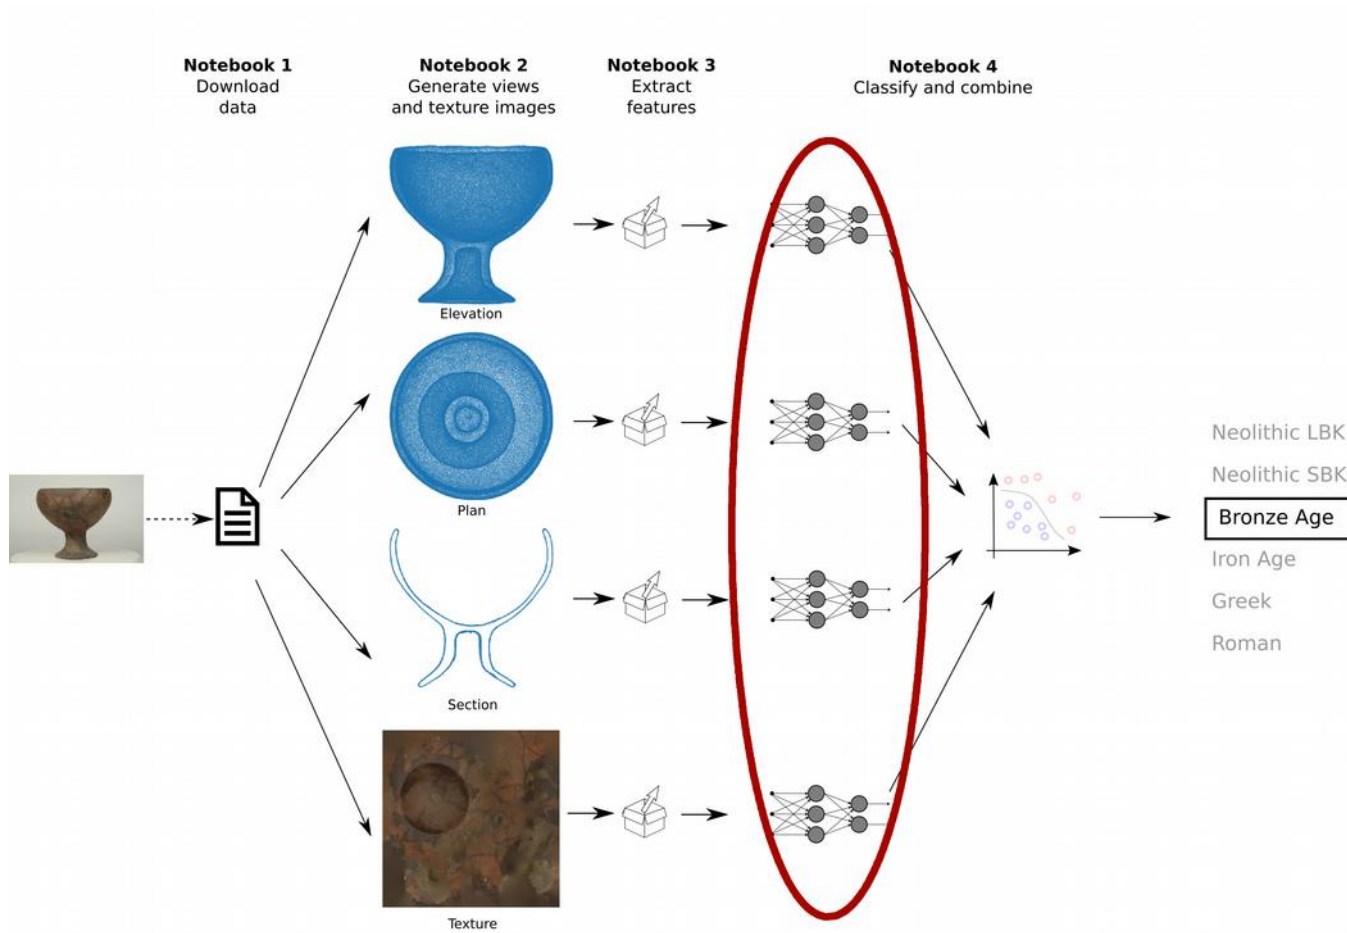 Notebook 1
Download
data
Notebook 2
Generate views
and texture images
Notebook 3
Extract
features
Notebook 4
Classify and combine
Elevation
Plan
Section
Texture
Neolithic LBK
Neolithic SBK
Bronze Age
Iron Age
Greek
Roman